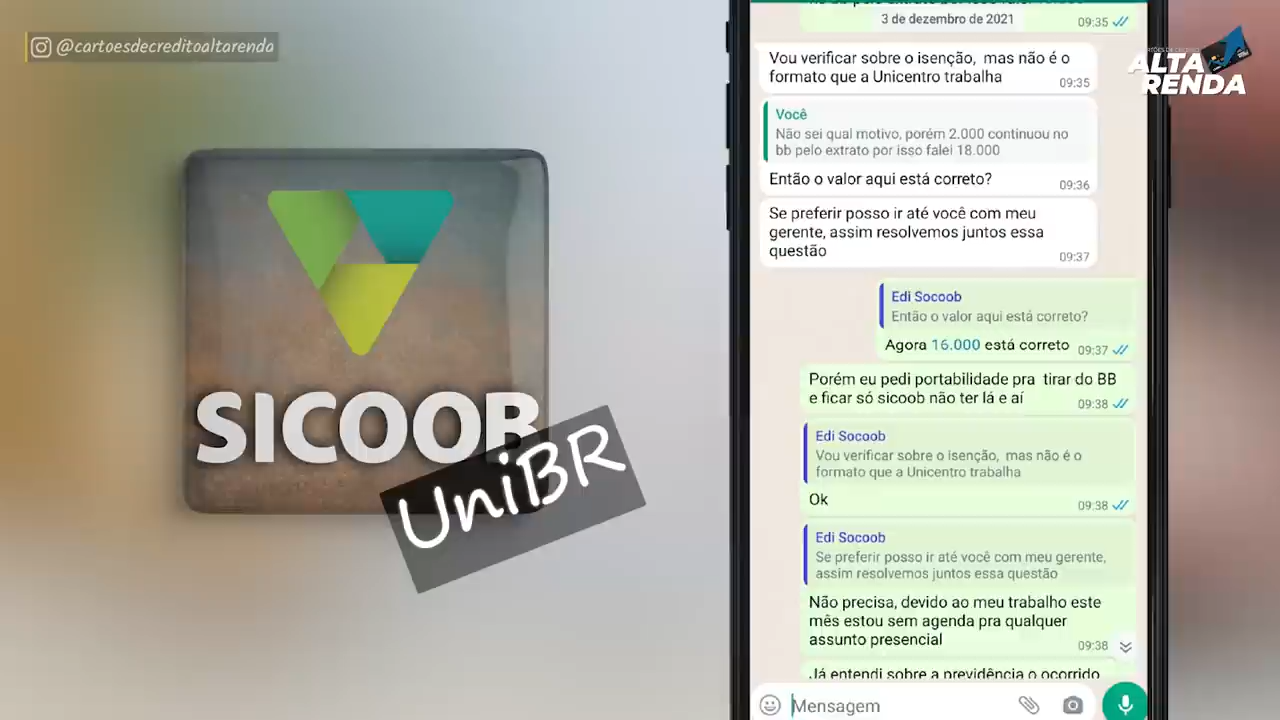 @cartoesdecreditoaltarenda
SICOOB
UniBR
3 de dezembro de 2021
09:35
Vou verificar sobre o isenção, mas não é o
formato que a Unicentro trabalha
09:35
Você
Não sei qual motivo, porém 2.000 continuou no
bb pelo extrato por isso falei 18.000
Então o valor aqui está correto?
09:36
Se preferir posso ir até você com meu
gerente, assim resolvemos juntos essa
questão
09:37
Edi Socoob
Então o valor aqui está correto?
Agora 16.000 está correto
09:37
Porém eu pedi portabilidade pra tirar do BB
e ficar só sicoob não ter lá e aí
09:38
Edi Socoob
Vou verificar sobre o isenção, mas não é o
formato que a Unicentro trabalha
Ok
09:38
Edi Socoob
Se preferir posso ir até você com meu gerente,
assim resolvemos juntos essa questão
Não precisa, devido ao meu trabalho este
mês estou sem agenda pra qualquer
assunto presencial
09:38
Já entendi sobre a previdência o ocorrido
Mensagem
ALTA
RENDA